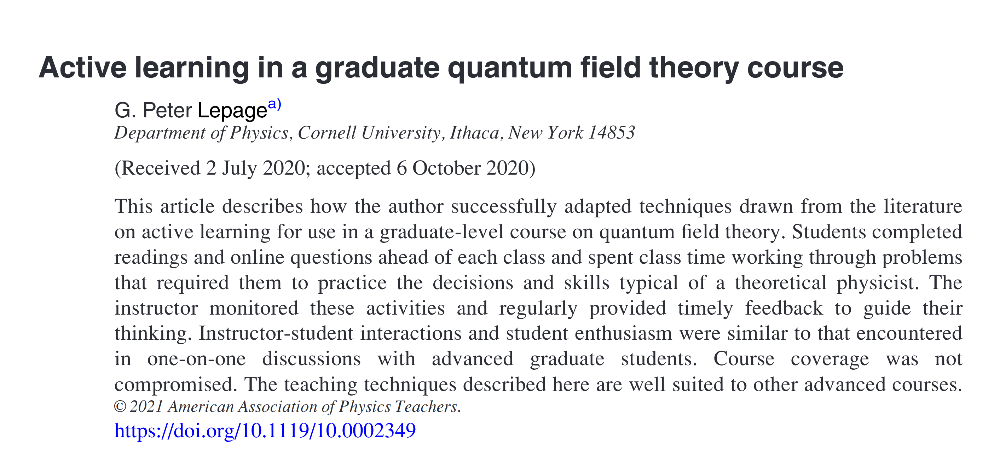 Active learning in a graduate quantum field theory course
G. Peter Lepagea)
Department of Physics, Cornell University, Ithaca, New York 14853
(Received 2 July 2020; accepted 6 October 2020)
This article describes how the author successfully adapted techniques drawn from the literature
on active learning for use in a graduate-level course on quantum field theory. Students completed
readings and online questions ahead of each class and spent class time working through problems
that required them to practice the decisions and skills typical of a theoretical physicist. The
instructor monitored these activities and regularly provided timely feedback to guide their
thinking. Instructor-student interactions and student enthusiasm were similar to that encountered
in one-on-one discussions with advanced graduate students. Course coverage was not
compromised. The teaching techniques described here are well suited to other advanced courses.
© 2021 American Association of Physics Teachers.
https://doi.org/10.1119/10.0002349